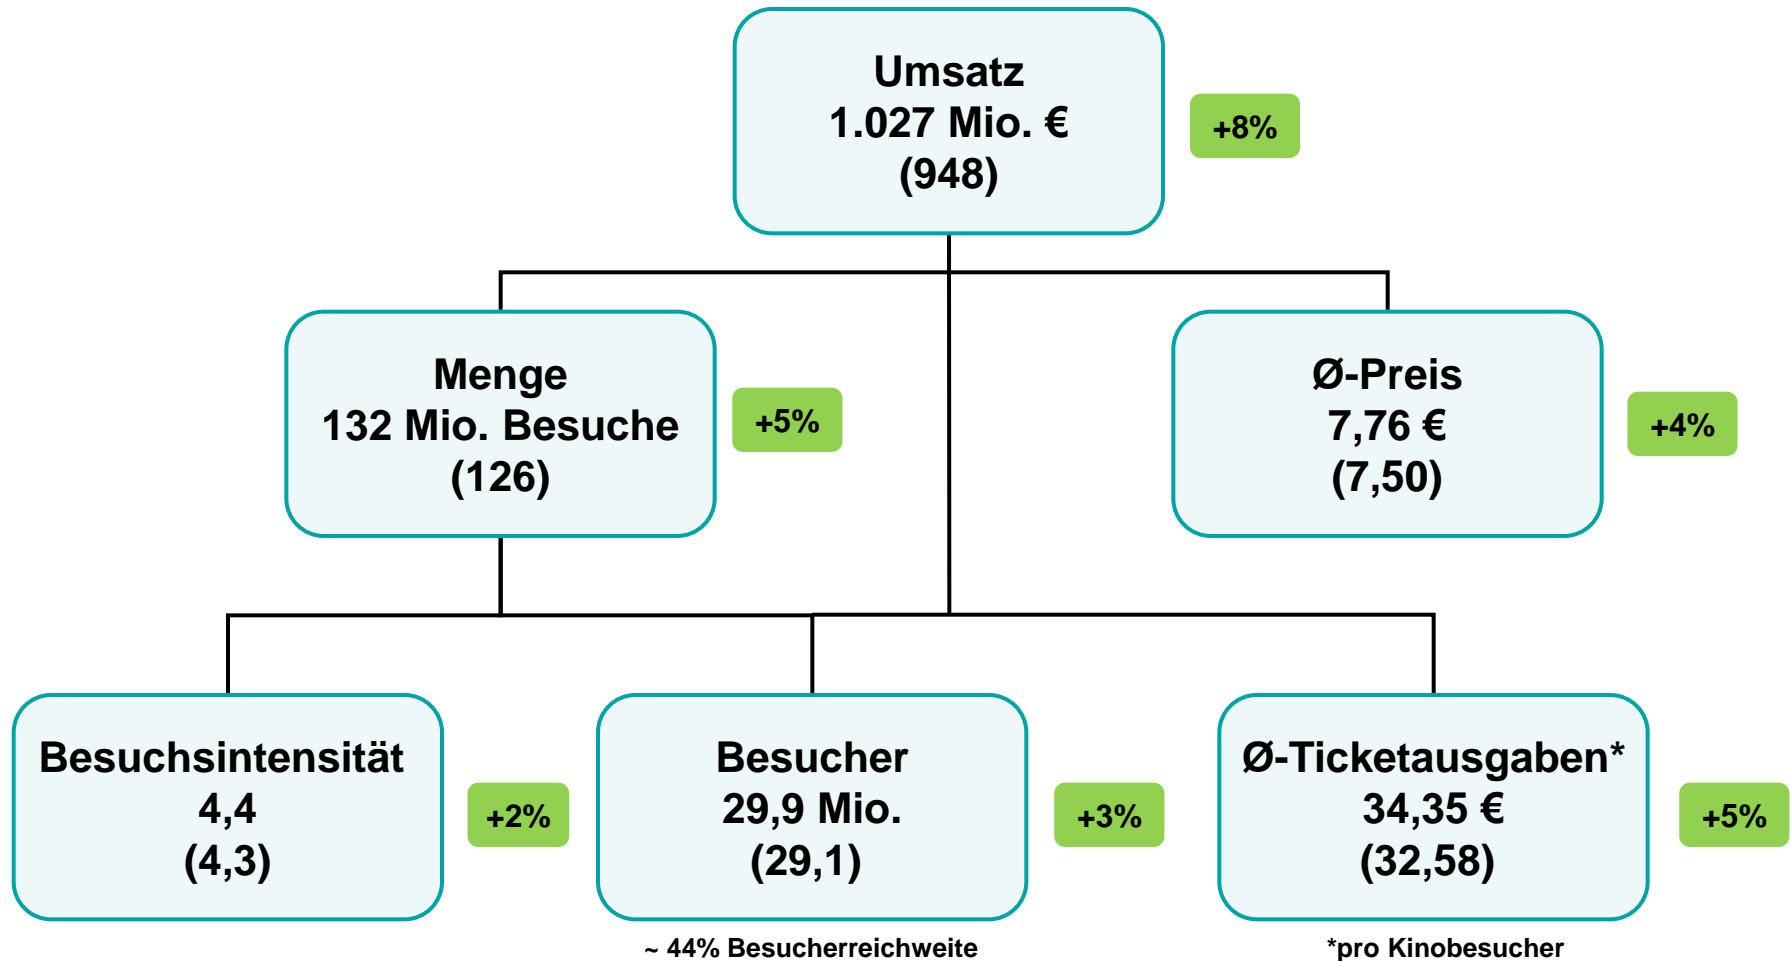 Umsatz
1.027 Mio. €
(948)
+8%
Menge
132 Mio. Besuche
(126)
+5%
Ø-Preis
7,76 €
(7,50)
+4%
Besuchsintensität
4,4
(4,3)
+2%
Besucher
29,9 Mio.
(29,1)
+3%
Ø-Ticketausgaben*
34,35 €
(32,58)
+5%
~ 44% Besucherreichweite
*pro Kinobesucher